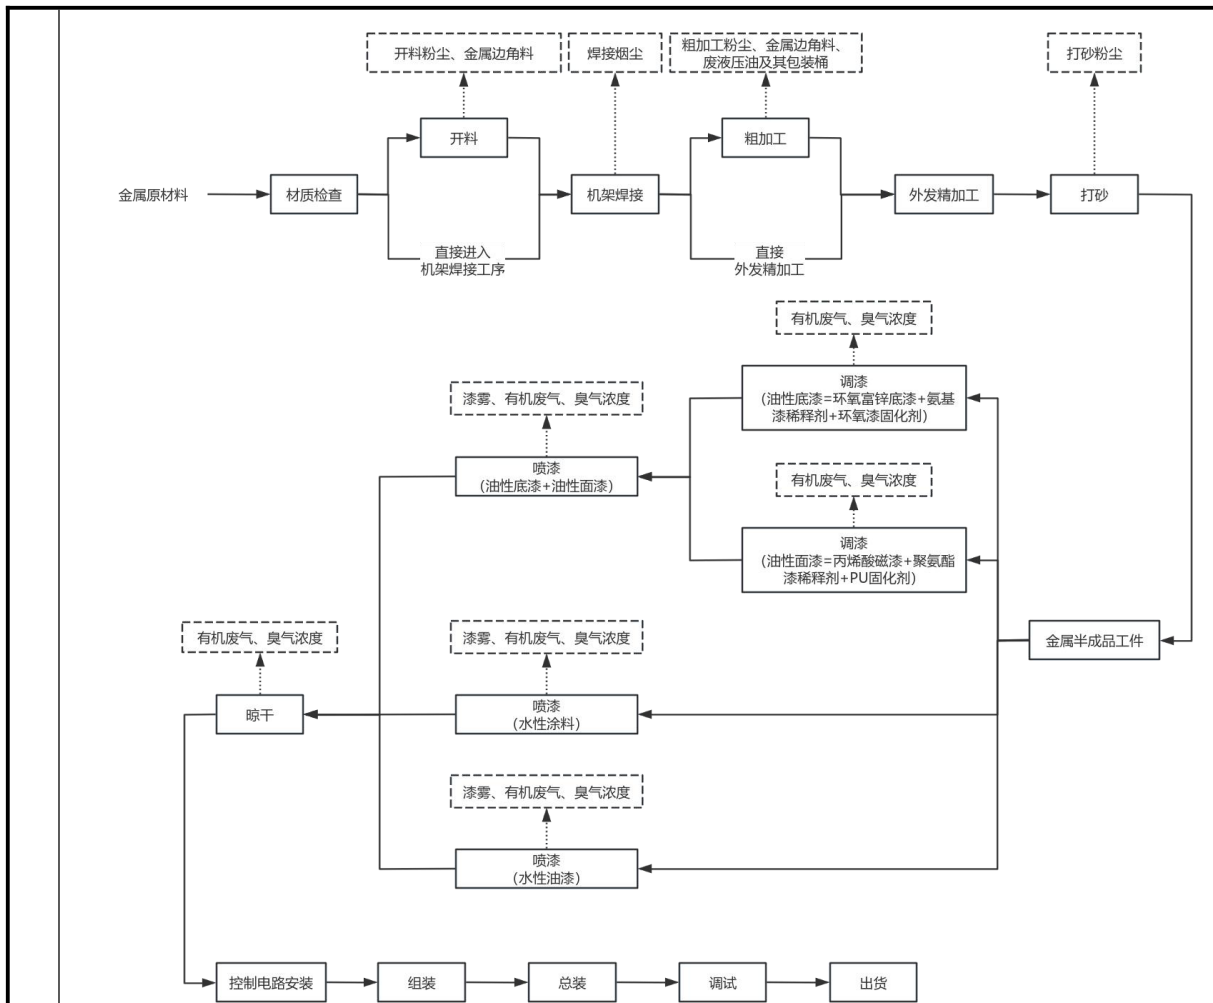 开料粉尘、金属边角料
焊接烟尘
粗加工粉尘、金属边角料、
废液压油及其包装桶
打砂粉尘
开料
粗加工
金属原材料
材质检查
机架焊接
外发精加工
打砂
直接进入
机架焊接工序
直接
外发精加工
有机废气、臭气浓度
调漆
（油性底漆=环氧富锌底漆+氨基
漆稀释剂+环氧漆固化剂）
漆雾、有机废气、臭气浓度
喷漆
（油性底漆+油性面漆）
有机废气、臭气浓度
调漆
（油性面漆=丙烯酸磁漆+聚氨酯
漆稀释剂+PU固化剂）
有机废气、臭气浓度
漆雾、有机废气、臭气浓度
金属半成品工件
晾干
喷漆
（水性涂料）
漆雾、有机废气、臭气浓度
喷漆
（水性油漆）
控制电路安装
组装
总装
调试
出货